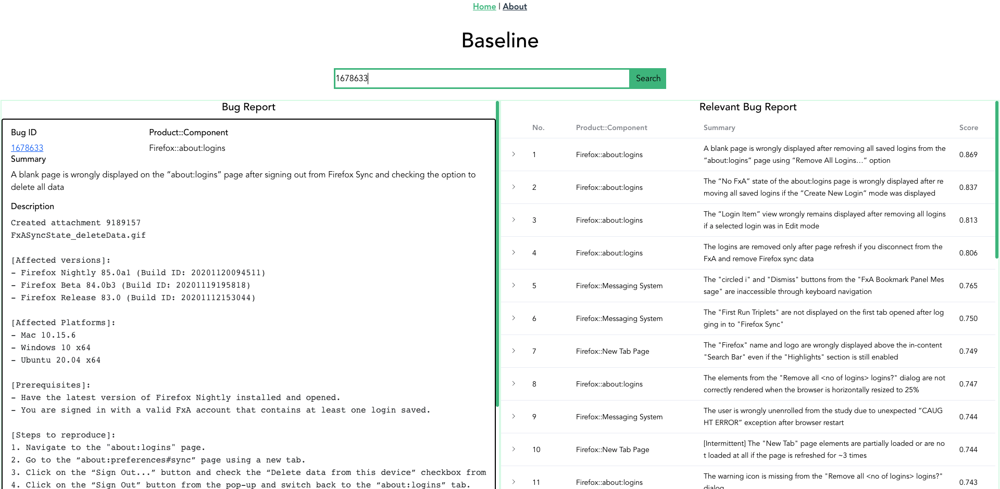 Home | About
Baseline
1678633
Search
Bug Report
Bug ID Product::Component
1678633 Firefox::about:logins
Summary
A blank page is wrongly displayed on the “about:logins” page after signing out from Firefox Sync and checking the option to
delete all data
Description
Created attachment 9189157
FxASyncState_deleteData.gif
[Affected versions]:
- Firefox Nightly 85.0a1 (Build ID: 20201120094511)
- Firefox Beta 84.0b3 (Build ID: 20201119195818)
- Firefox Release 83.0 (Build ID: 20201112153044)
[Affected Platforms]:
- Mac 10.15.6
- Windows 10 x64
- Ubuntu 20.04 x64
[Prerequisites]:
- Have the latest version of Firefox Nightly installed and opened.
- You are signed in with a valid FxA account that contains at least one login saved.
[Steps to reproduce]:
1. Navigate to the "about:logins" page.
2. Go to the “about:preferences#sync” page using a new tab.
3. Click on the “Sign Out...” button and check the “Delete data from this device” checkbox from
4. Click on the “Sign Out” button from the pop-up and switch back to the “about:logins” tab.
Relevant Bug Report
No. Product::Component Summary Score
1 Firefox::about:logins A blank page is wrongly displayed after removing all saved logins from the 0.869
“about:logins” page using “Remove All Logins…” option
2 Firefox::about:logins The “No FxA” state of the about:logins page is wrongly displayed after re 0.837
moving all saved logins if the “Create New Login” mode was displayed
3 Firefox::about:logins The “Login Item” view wrongly remains displayed after removing all logins 0.813
if a selected login was in Edit mode
4 Firefox::about:logins The logins are removed only after page refresh if you disconnect from the 0.806
FxA and remove Firefox sync data
5 Firefox::Messaging System The "circled i" and "Dismiss" buttons from the "FxA Bookmark Panel Mes 0.765
sage" are inaccessible through keyboard navigation
6 Firefox::Messaging System The "First Run Triplets" are not displayed on the first tab opened after log 0.750
ging in to "Firefox Sync"
7 Firefox::New Tab Page The "Firefox" name and logo are wrongly displayed above the in-content 0.749
"Search Bar" even if the "Highlights" section is still enabled
8 Firefox::about:logins The elements from the "Remove all <no of logins> logins?" dialog are not 0.747
correctly rendered when the browser is horizontally resized to 25%
9 Firefox::Messaging System The user is wrongly unenrolled from the study due to unexpected “CAUG 0.744
HT ERROR” exception after browser restart
10 Firefox::New Tab Page [Intermittent] The "New Tab" page elements are partially loaded or are no 0.744
t loaded at all if the page is refreshed for ~3 times
11 Firefox::about:logins The warning icon is missing from the "Remove all <no of logins> logins?" 0.743
dialog